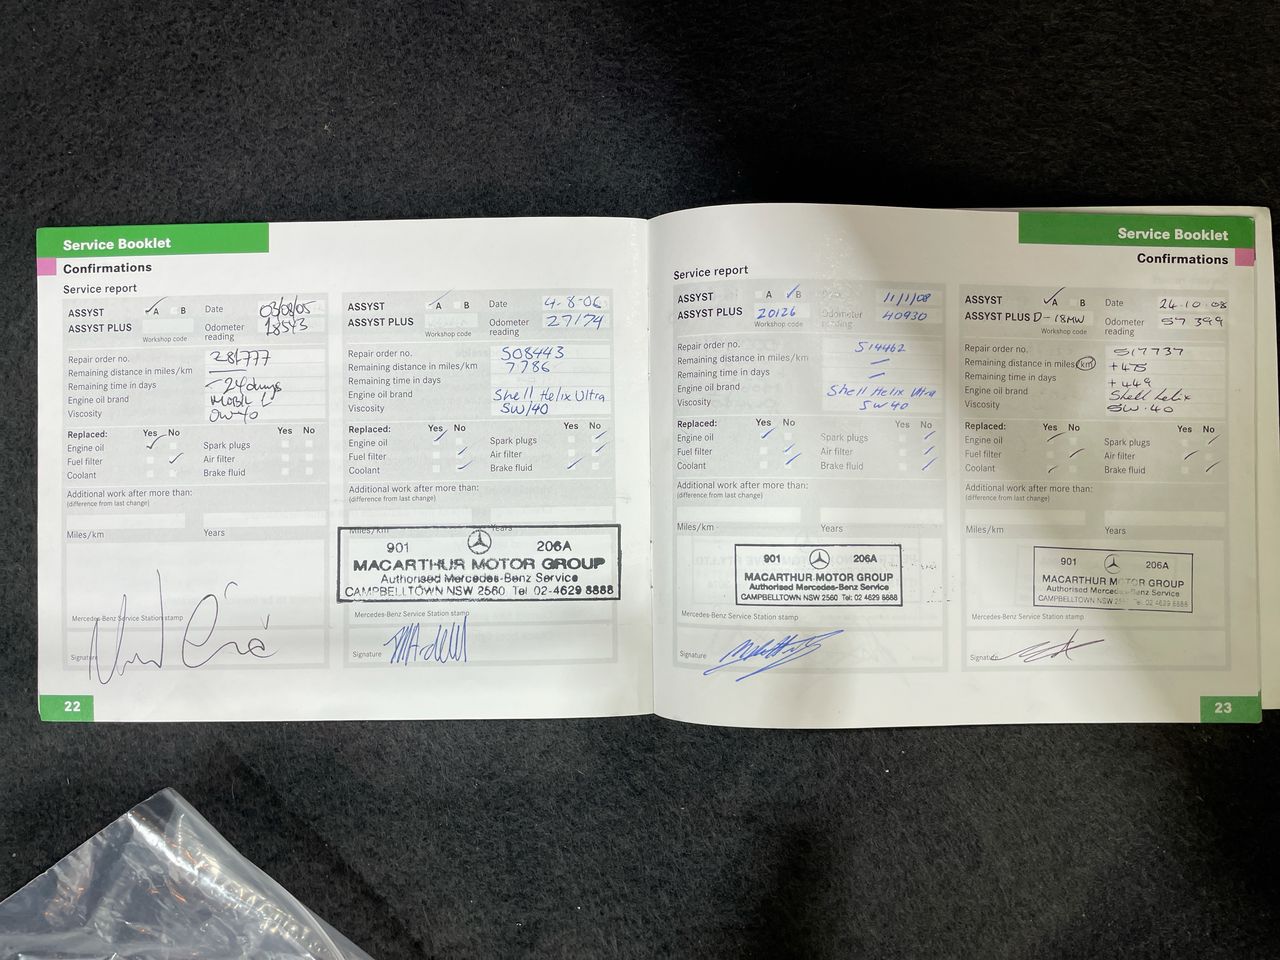 Service Booklet
Confirmations
Service report
ASSYST A B Date 03/08/05
ASSYST PLUS Odometer reading 18543
Workshop code
Repair order no. 281777
Remaining distance in miles/km —
Remaining time in days -24 days
Engine oil brand MOBIL 1
Viscosity 0W-40
Replaced: Yes No Yes No
Engine oil Spark plugs
Fuel filter Air filter
Coolant Brake fluid
Additional work after more than:
(difference from last change)
Miles/km Years
Mercedes-Benz Service Station stamp
Signature
22
ASSYST A B Date 4-8-06
ASSYST PLUS Odometer reading 27174
Workshop code
Repair order no. 508443
Remaining distance in miles/km 7786
Remaining time in days
Engine oil brand Shell Helix Ultra
Viscosity 5W/40
Replaced: Yes No Yes No
Engine oil Spark plugs
Fuel filter Air filter
Coolant Brake fluid
Additional work after more than:
(difference from last change)
Miles/km Years
901 206A
MACARTHUR MOTOR GROUP
Authorised Mercedes-Benz Service
CAMPBELLTOWN NSW 2560 Tel 02-4629 8888
Mercedes-Benz Service Station stamp
Signature
Service report
ASSYST A B Date 11/1/08
ASSYST PLUS 20126 Odometer reading 40930
Workshop code
Repair order no. 514462
Remaining distance in miles/km —
Remaining time in days —
Engine oil brand Shell Helix Ultra
Viscosity 5W40
Replaced: Yes No Yes No
Engine oil Spark plugs
Fuel filter Air filter
Coolant Brake fluid
Additional work after more than:
(difference from last change)
Miles/km Years
901 206A
MACARTHUR MOTOR GROUP
Authorised Mercedes-Benz Service
CAMPBELLTOWN NSW 2560 Tel: 02 4629 8888
Mercedes-Benz Service Station stamp
Signature
Service Booklet
Confirmations
ASSYST A B Date 24.10.08
ASSYST PLUS D-18MW Odometer reading 57399
Workshop code
Repair order no. 517737
Remaining distance in miles/km +475
Remaining time in days +449
Engine oil brand Shell helix
Viscosity 5W.40
Replaced: Yes No Yes No
Engine oil Spark plugs
Fuel filter Air filter
Coolant Brake fluid
Additional work after more than:
(difference from last change)
Miles/km Years
901 206A
MACARTHUR MOTOR GROUP
Authorised Mercedes-Benz Service
CAMPBELLTOWN NSW Tel: 02 4629 8888
Mercedes-Benz Service Station stamp
Signature
23